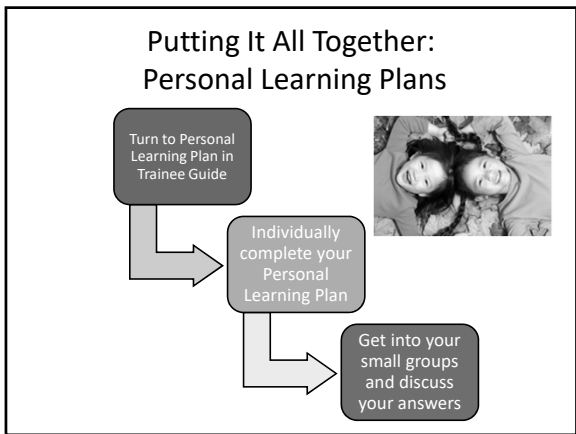 Putting It All Together:
Personal Learning Plans
Turn to Personal
Learning Plan in
Trainee Guide
Individually
complete your
Personal
Learning Plan
Get into your
small groups
and discuss
your answers